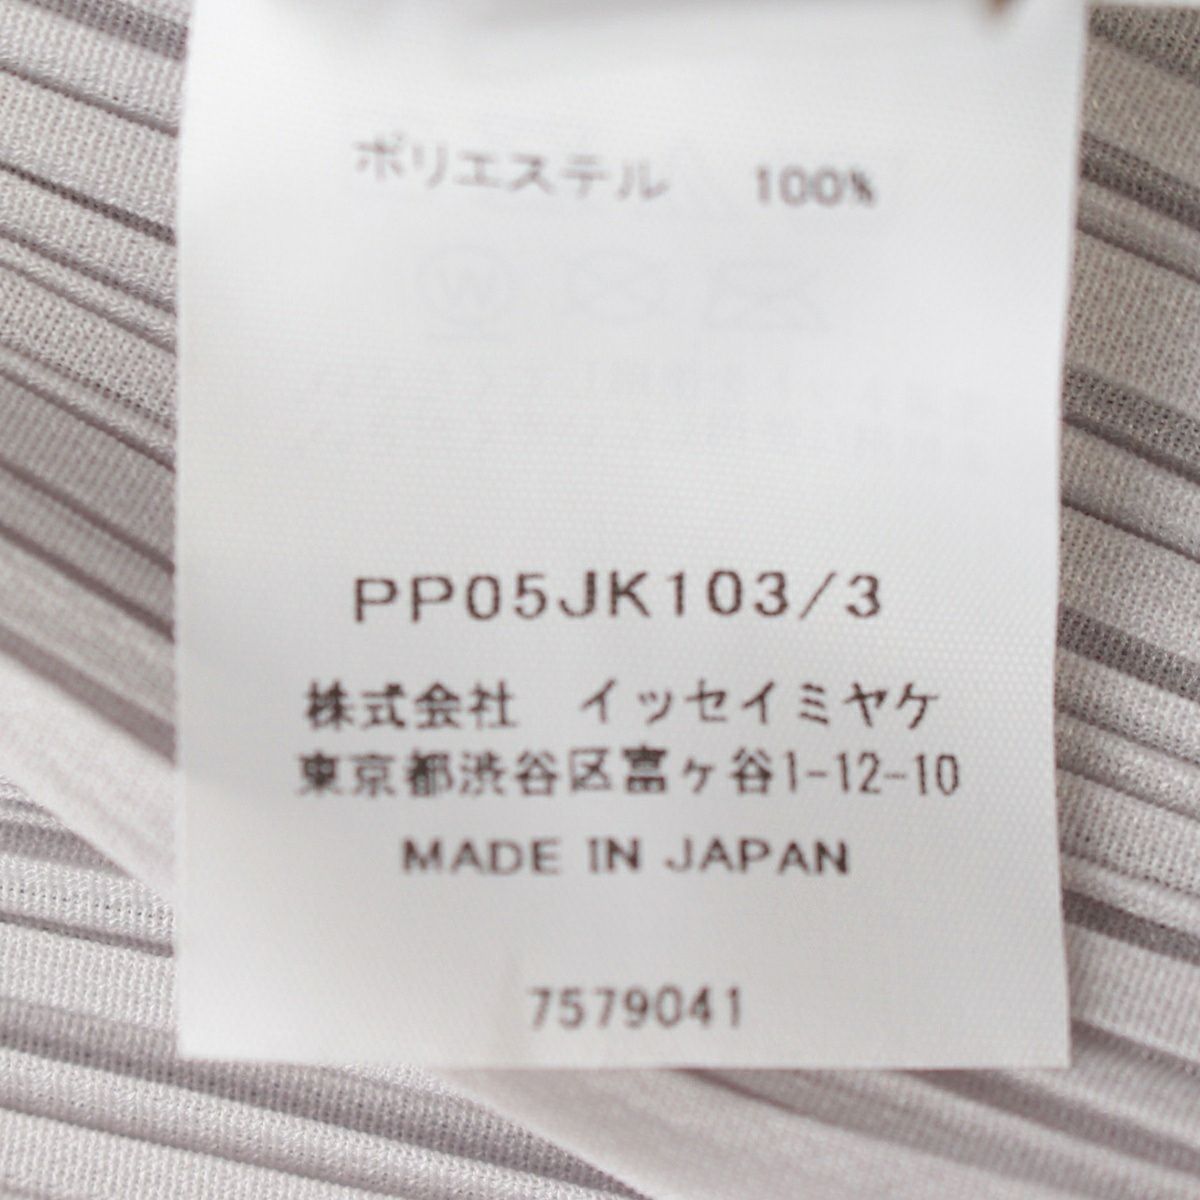 ポリエステル 100%
W
PP05JK103/3
株式会社 イッセイミヤケ
東京都渋谷区富ヶ谷1-12-10
MADE IN JAPAN
7579041